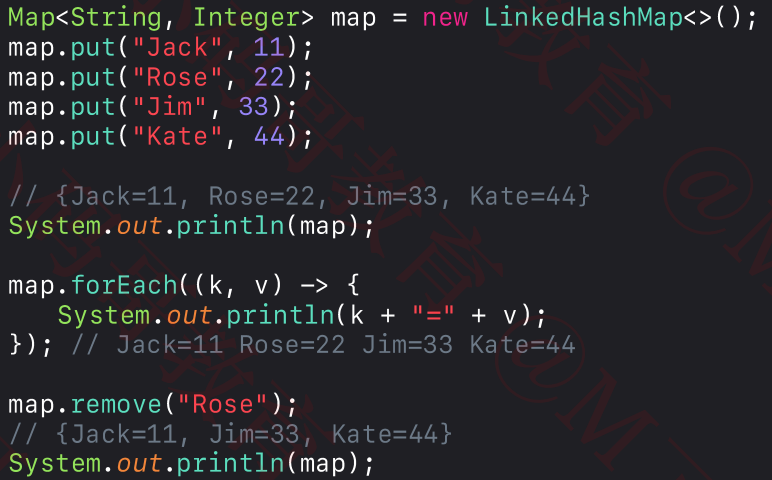 Map<String, Integer> map = new LinkedHashMap<>();
map.put("Jack", 11);
map.put("Rose", 22);
map.put("Jim", 33);
map.put("Kate", 44);
// {Jack=11, Rose=22, Jim=33, Kate=44}
System.out.println(map);
map.forEach((k, v) -> {
    System.out.println(k + "=" + v);
}); // Jack=11 Rose=22 Jim=33 Kate=44
map.remove("Rose");
// {Jack=11, Jim=33, Kate=44}
System.out.println(map);